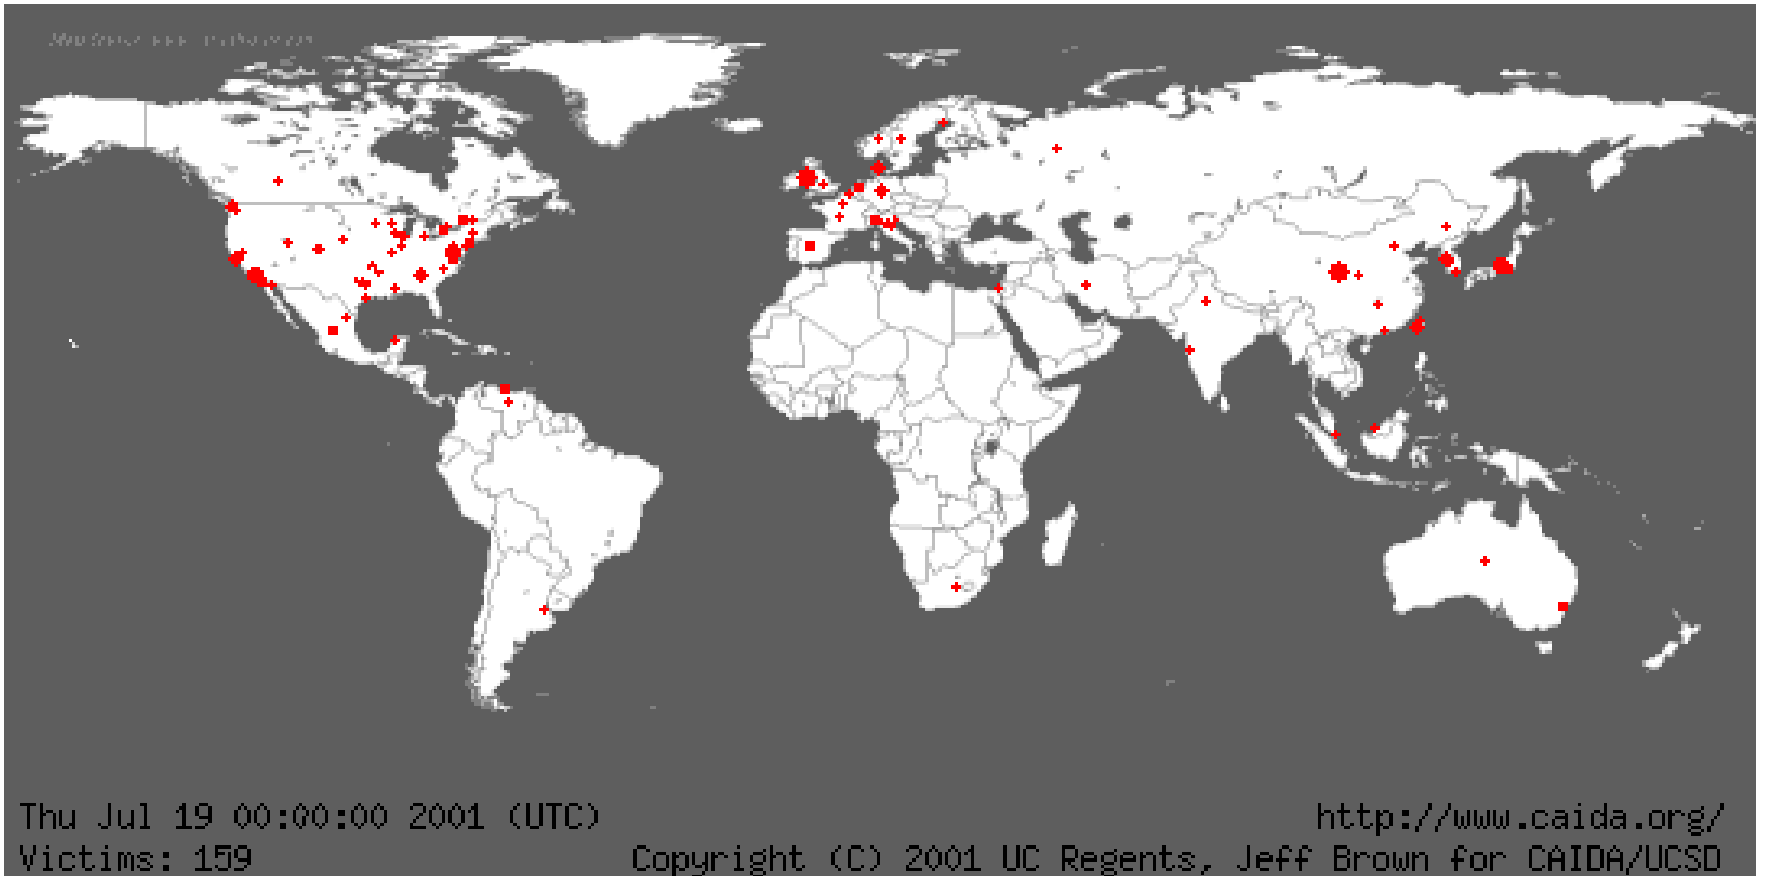 Thu Jul 19 00:00:00 2001 (UTC)
http://www.caida.org/
Victims: 159
Copyright (C) 2001 UC Regents, Jeff Brown for CAIDA/UCSD